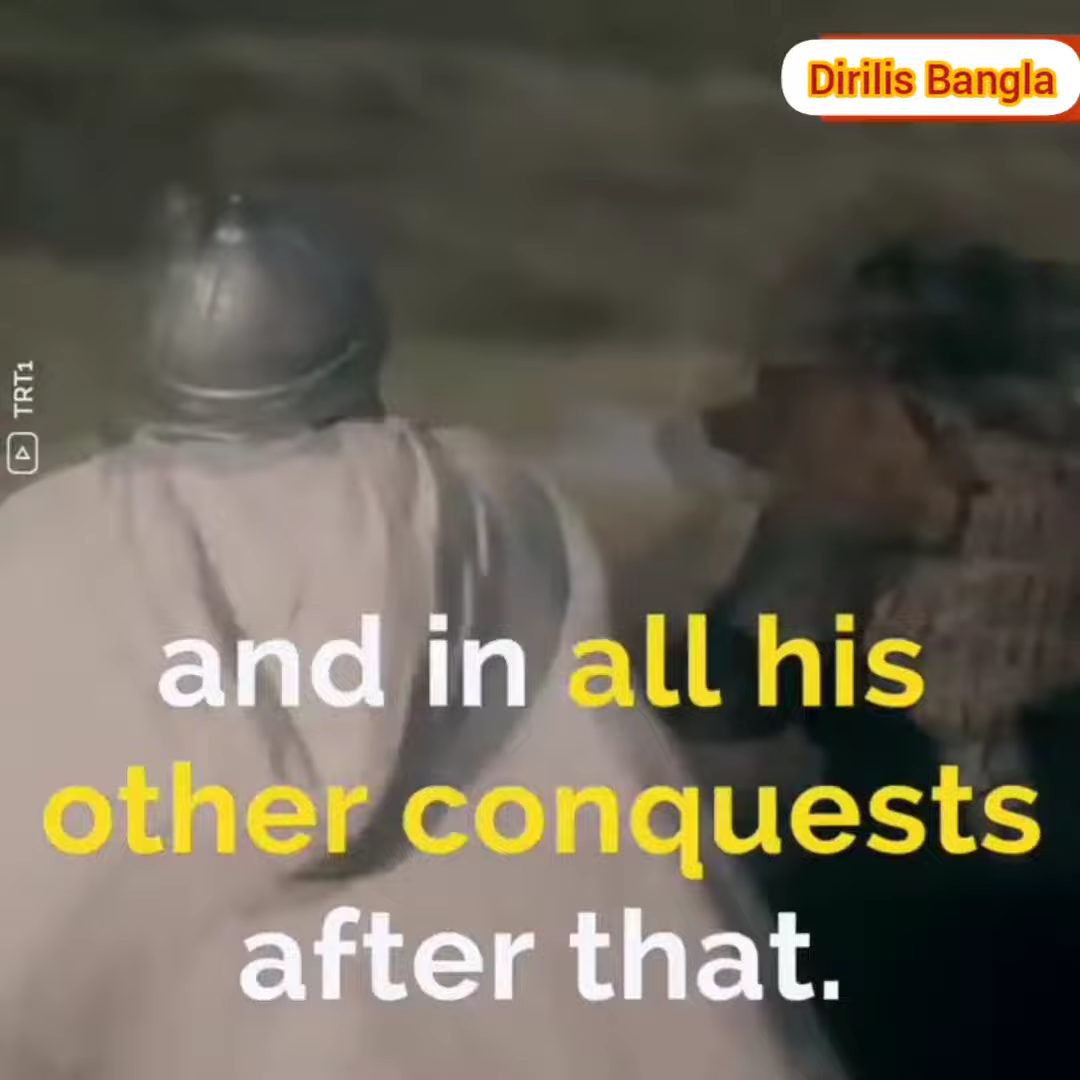 Dirilis Bangla
TRT1
and in all his
other conquests
after that.